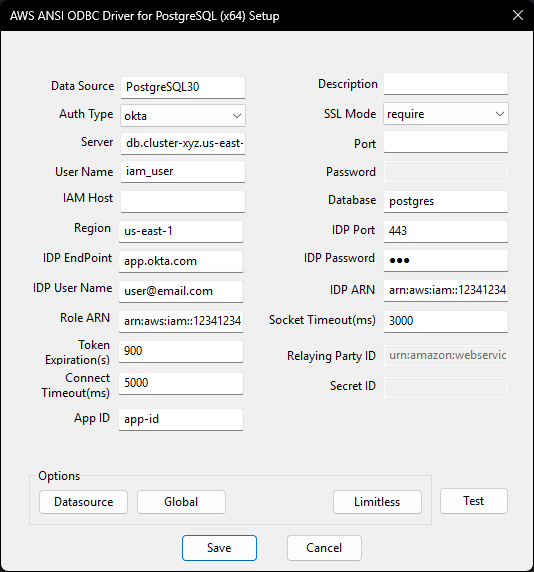 AWS ANSI ODBC Driver for PostgreSQL (x64) Setup
Data Source PostgreSQL30
Description
Auth Type okta
SSL Mode require
Server db.cluster-xyz.us-east-
Port
User Name iam_user
Password
IAM Host
Database postgres
Region us-east-1
IDP Port 443
IDP EndPoint app.okta.com
IDP Password ●●●
IDP User Name user@email.com
IDP ARN arn:aws:iam::12341234
Role ARN arn:aws:iam::12341234
Socket Timeout(ms) 3000
Token
Expiration(s) 900
Relaying Party ID urn:amazon:webservic
Connect
Timeout(ms) 5000
Secret ID
App ID app-id
Options
Datasource Global Limitless Test
Save Cancel